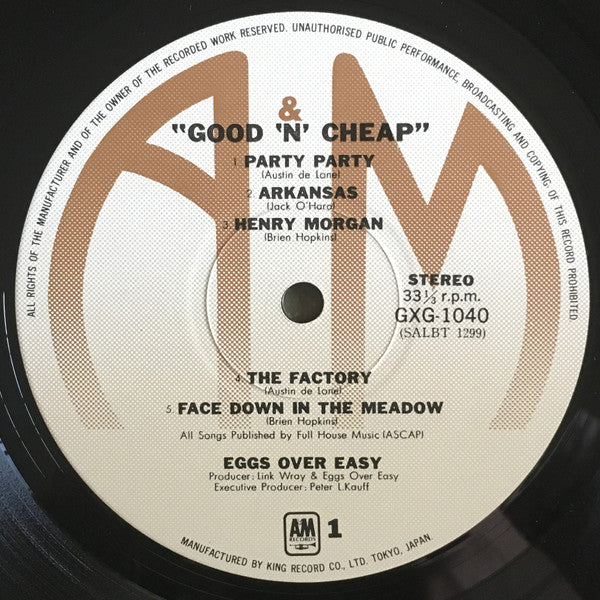 ALL RIGHTS OF THE MANUFACTURER AND OF THE OWNER OF THE RECORDED WORK RESERVED. UNAUTHORISED PUBLIC PERFORMANCE, BROADCASTING AND COPYING OF THIS RECORD PROHIBITED
A&M
"GOOD 'N' CHEAP"
1 PARTY PARTY
(Austin de Lone)
2 ARKANSAS
(Jack O'Hara)
3 HENRY MORGAN
(Brien Hopkins)
STEREO
33⅓ r.p.m.
GXG-1040
(SALBT 1299)
4 THE FACTORY
(Austin de Lone)
5 FACE DOWN IN THE MEADOW
(Brien Hopkins)
All Songs Published by Full House Music (ASCAP)
EGGS OVER EASY
Producer: Link Wray & Eggs Over Easy
Executive Producer: Peter L.Kauff
AM
RECORDS
1
MANUFACTURED BY KING RECORD CO., LTD. TOKYO, JAPAN.